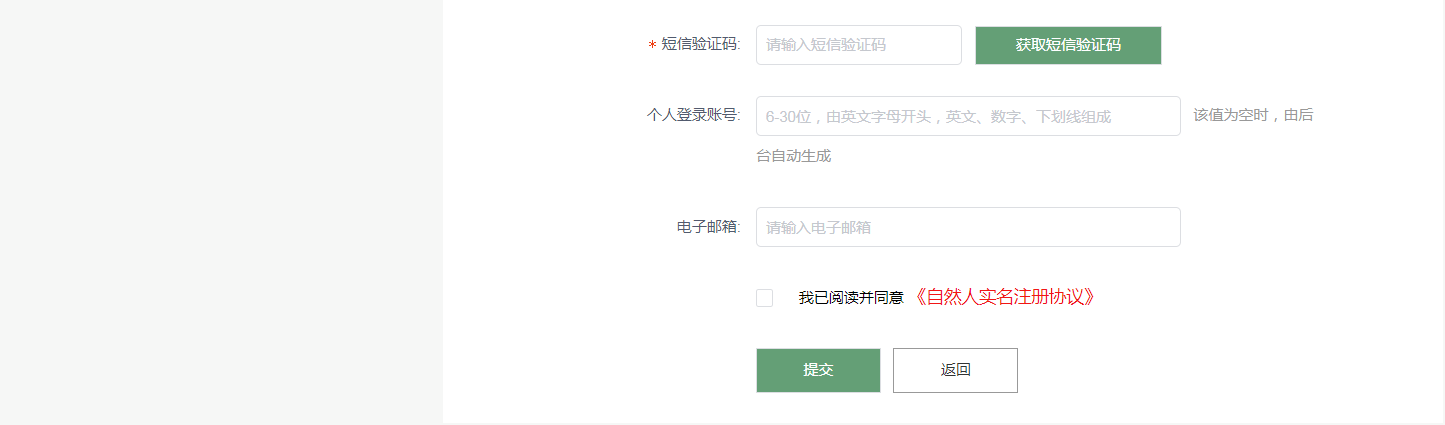 * 短信验证码: 请输入短信验证码 获取短信验证码
个人登录账号: 6-30位，由英文字母开头，英文、数字、下划线组成 该值为空时，由后
台自动生成
电子邮箱: 请输入电子邮箱
我已阅读并同意 《自然人实名注册协议》
提交 返回